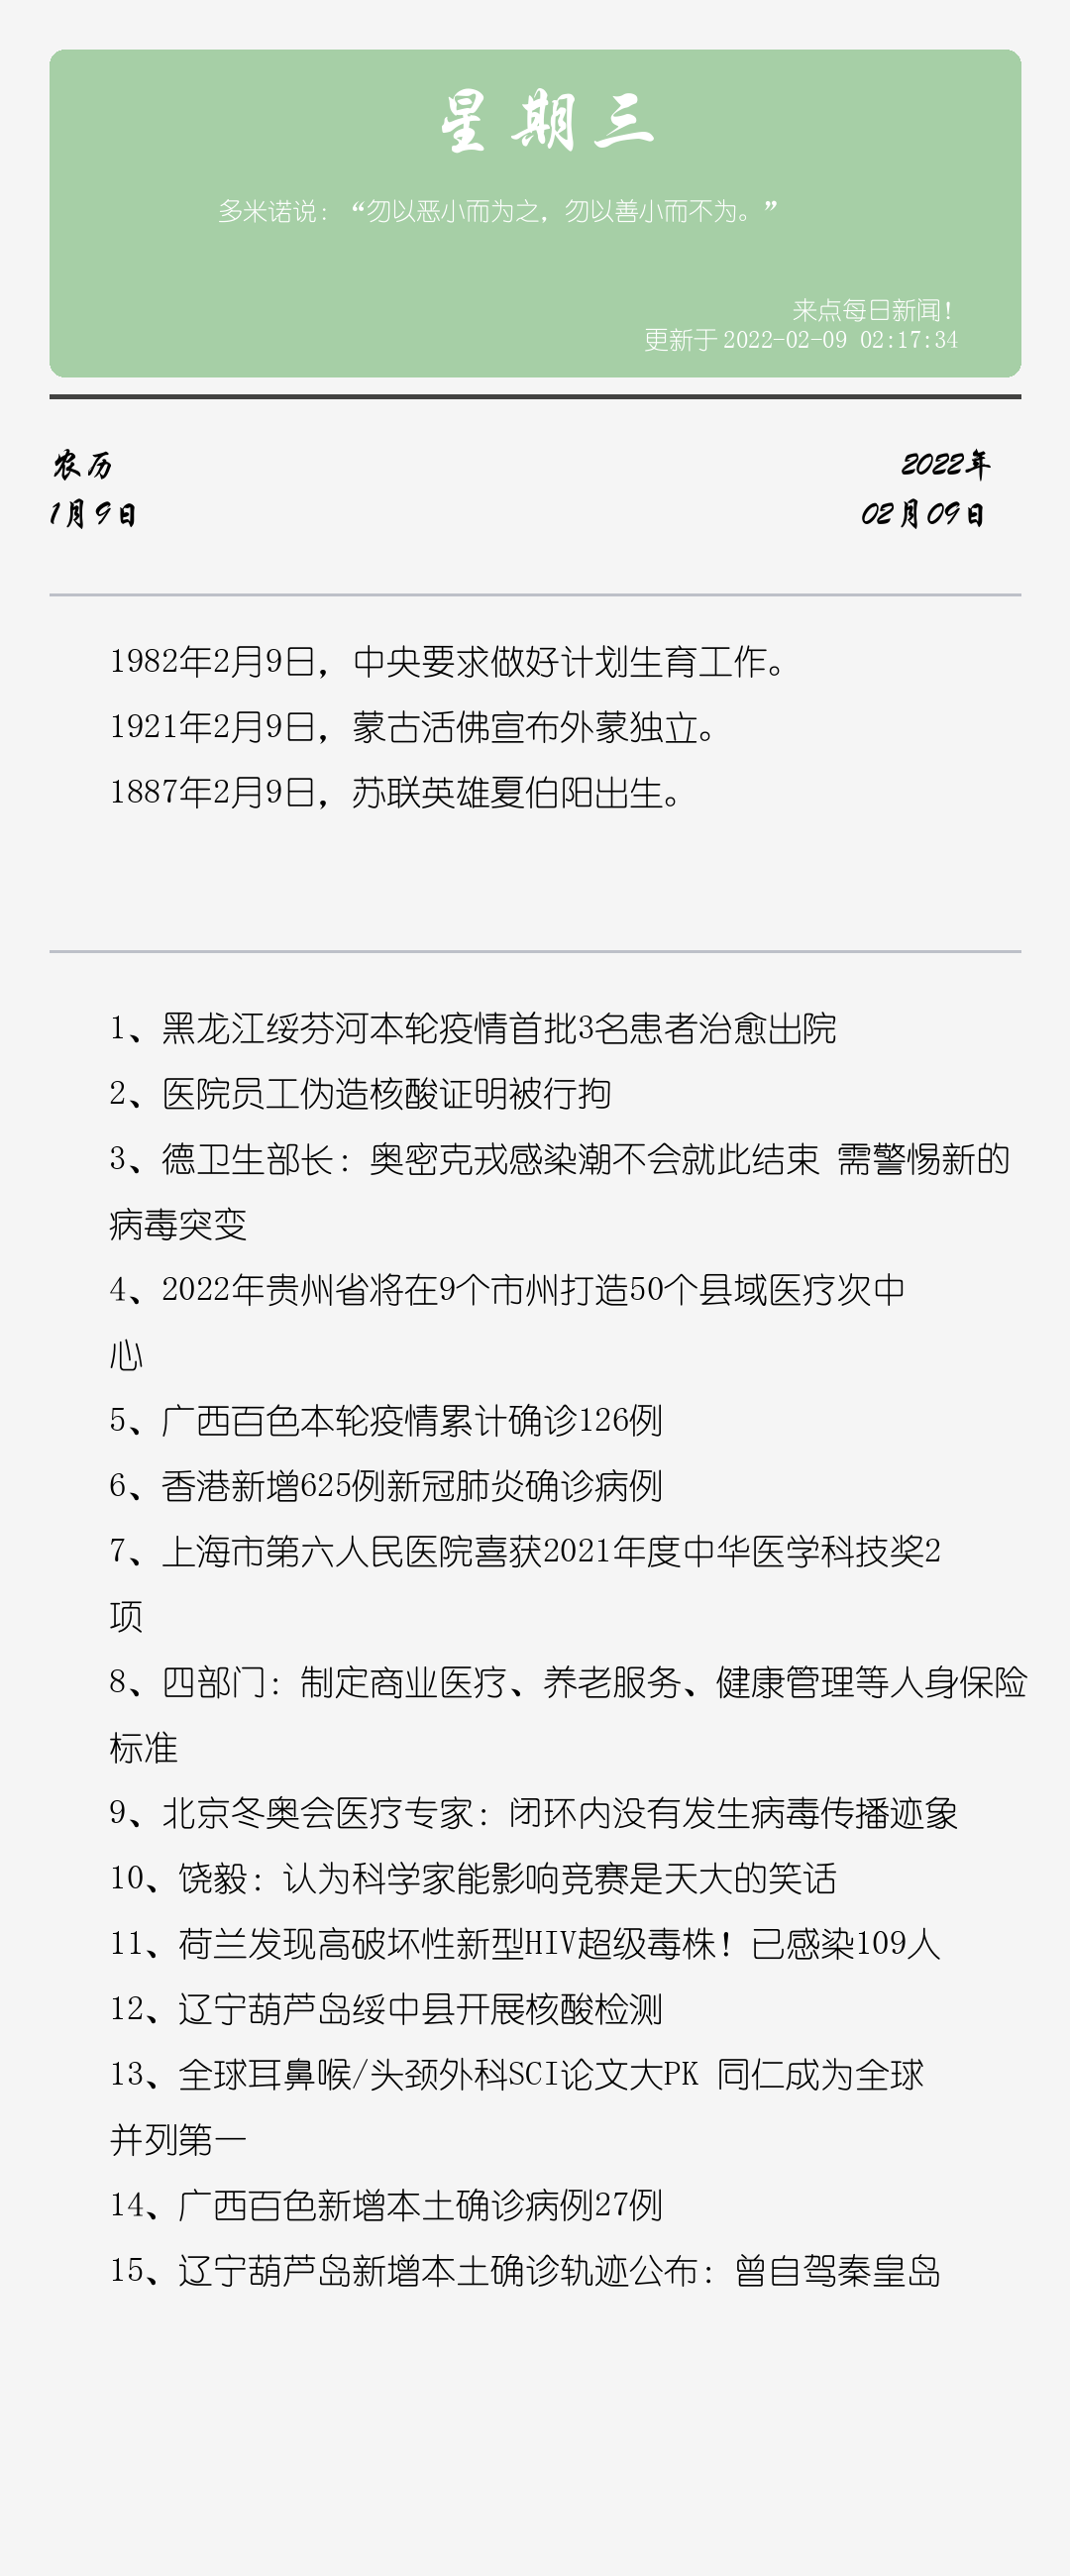 星期三
多米诺说：“勿以恶小而为之，勿以善小而不为。”
来点每日新闻！
更新于 2022-02-09 02:17:34
农历
2022年
1月9日
02月09日
1982年2月9日，中央要求做好计划生育工作。
1921年2月9日，蒙古活佛宣布外蒙独立。
1887年2月9日，苏联英雄夏伯阳出生。
1、黑龙江绥芬河本轮疫情首批3名患者治愈出院
2、医院员工伪造核酸证明被行拘
3、德卫生部长：奥密克戎感染潮不会就此结束 需警惕新的
病毒突变
4、2022年贵州省将在9个市州打造50个县域医疗次中
心
5、广西百色本轮疫情累计确诊126例
6、香港新增625例新冠肺炎确诊病例
7、上海市第六人民医院喜获2021年度中华医学科技奖2
项
8、四部门：制定商业医疗、养老服务、健康管理等人身保险
标准
9、北京冬奥会医疗专家：闭环内没有发生病毒传播迹象
10、饶毅：认为科学家能影响竞赛是天大的笑话
11、荷兰发现高破坏性新型HIV超级毒株！已感染109人
12、辽宁葫芦岛绥中县开展核酸检测
13、全球耳鼻喉/头颈外科SCI论文大PK 同仁成为全球
并列第一
14、广西百色新增本土确诊病例27例
15、辽宁葫芦岛新增本土确诊轨迹公布：曾自驾秦皇岛